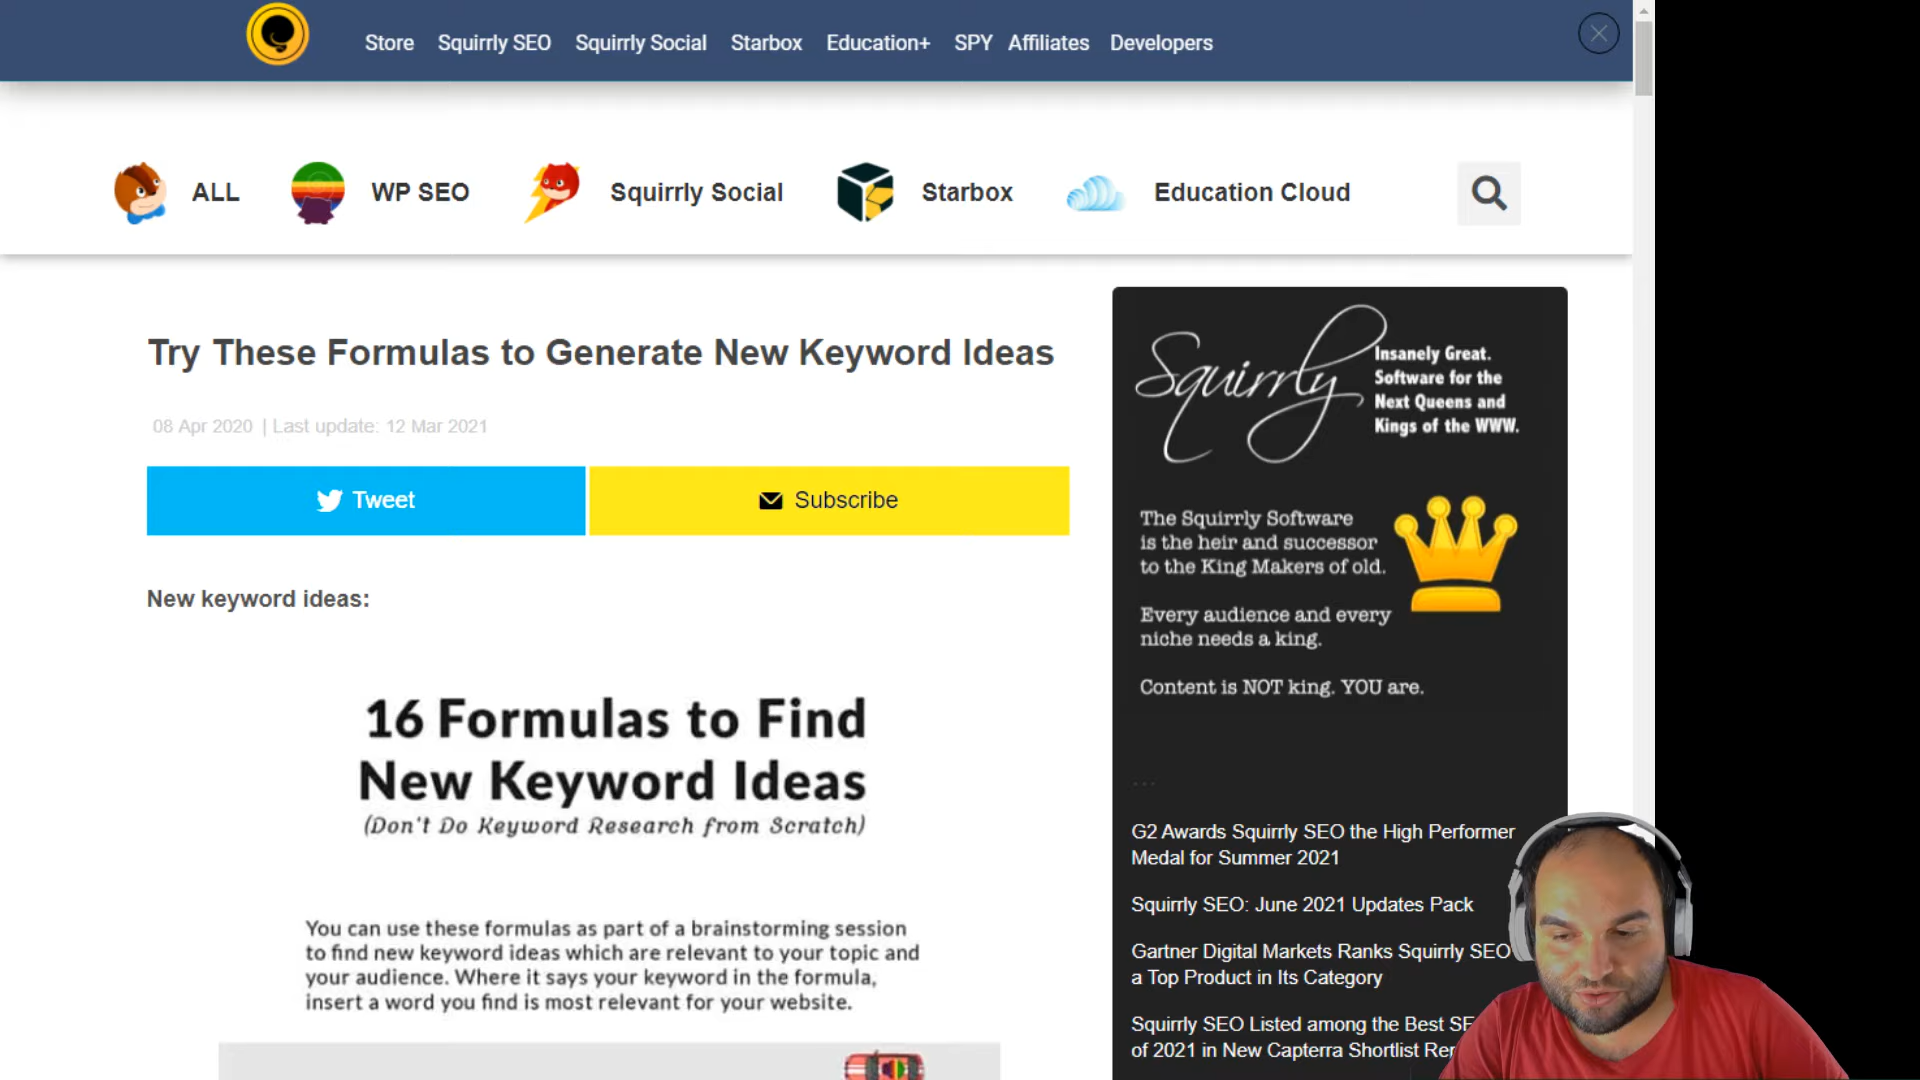 Store Squirrly SEO Squirrly Social Starbox Education+ SPY Affiliates Developers
ALL WP SEO Squirrly Social Starbox Education Cloud
Try These Formulas to Generate New Keyword Ideas
08 Apr 2020 | Last update: 12 Mar 2021
Tweet
Subscribe
New keyword ideas:
16 Formulas to Find
New Keyword Ideas
(Don't Do Keyword Research from Scratch)
You can use these formulas as part of a brainstorming session
to find new keyword ideas which are relevant to your topic and
your audience. Where it says your keyword in the formula,
insert a word you find is most relevant for your website.
Squirrly
Insanely Great.
Software for the
Next Queens and
Kings of the WWW.
The Squirrly Software
is the heir and successor
to the King Makers of old.
Every audience and every
niche needs a king.
Content is NOT king. YOU are.
...
G2 Awards Squirrly SEO the High Performer
Medal for Summer 2021
Squirrly SEO: June 2021 Updates Pack
Gartner Digital Markets Ranks Squirrly SEO
a Top Product in Its Category
Squirrly SEO Listed among the Best
of 2021 in New Capterra Shortlist